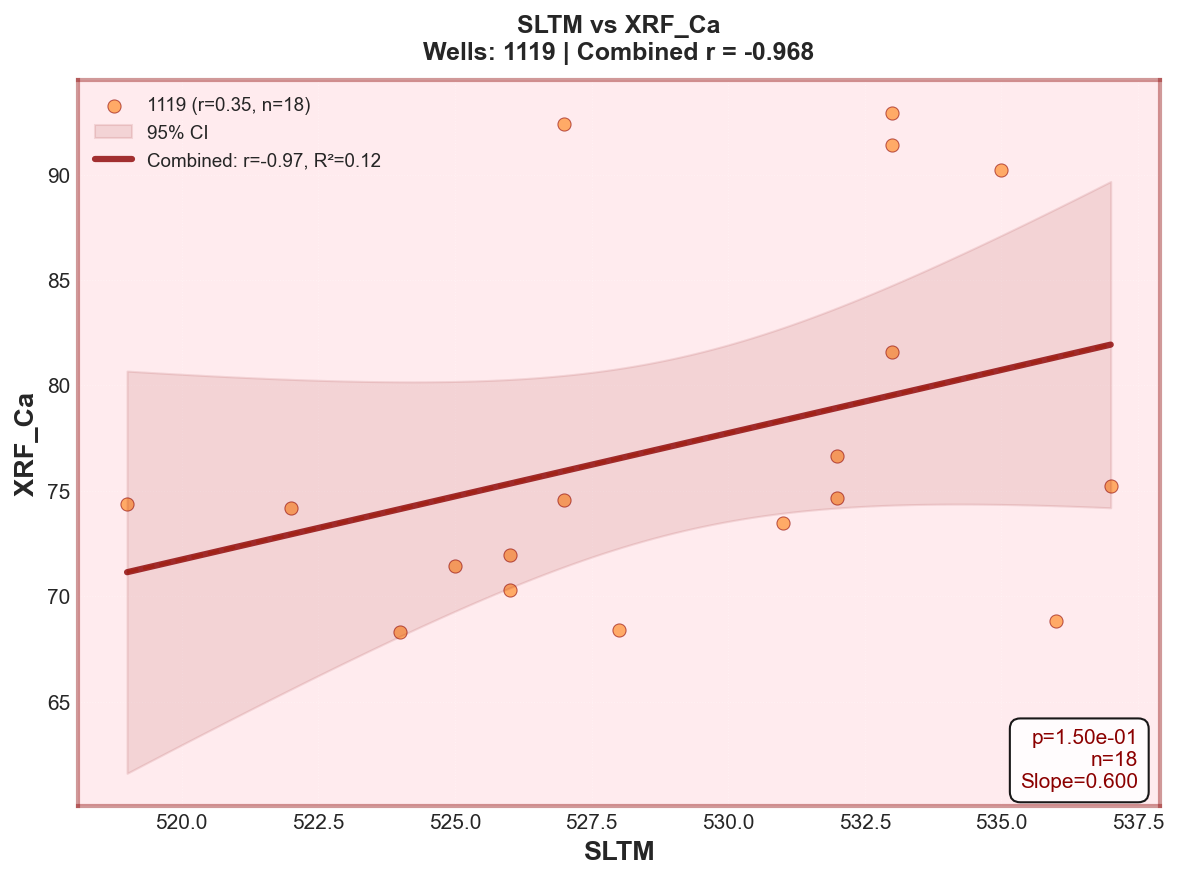 SLTM vs XRF_Ca
Wells: 1119 | Combined r = -0.968
1119 (r=0.35, n=18)
95% CI
Combined: r=-0.97, R²=0.12
90
85
80
75
70
65
XRF_Ca
p=1.50e-01
n=18
Slope=0.600
520.0 522.5 525.0 527.5 530.0 532.5 535.0 537.5
SLTM